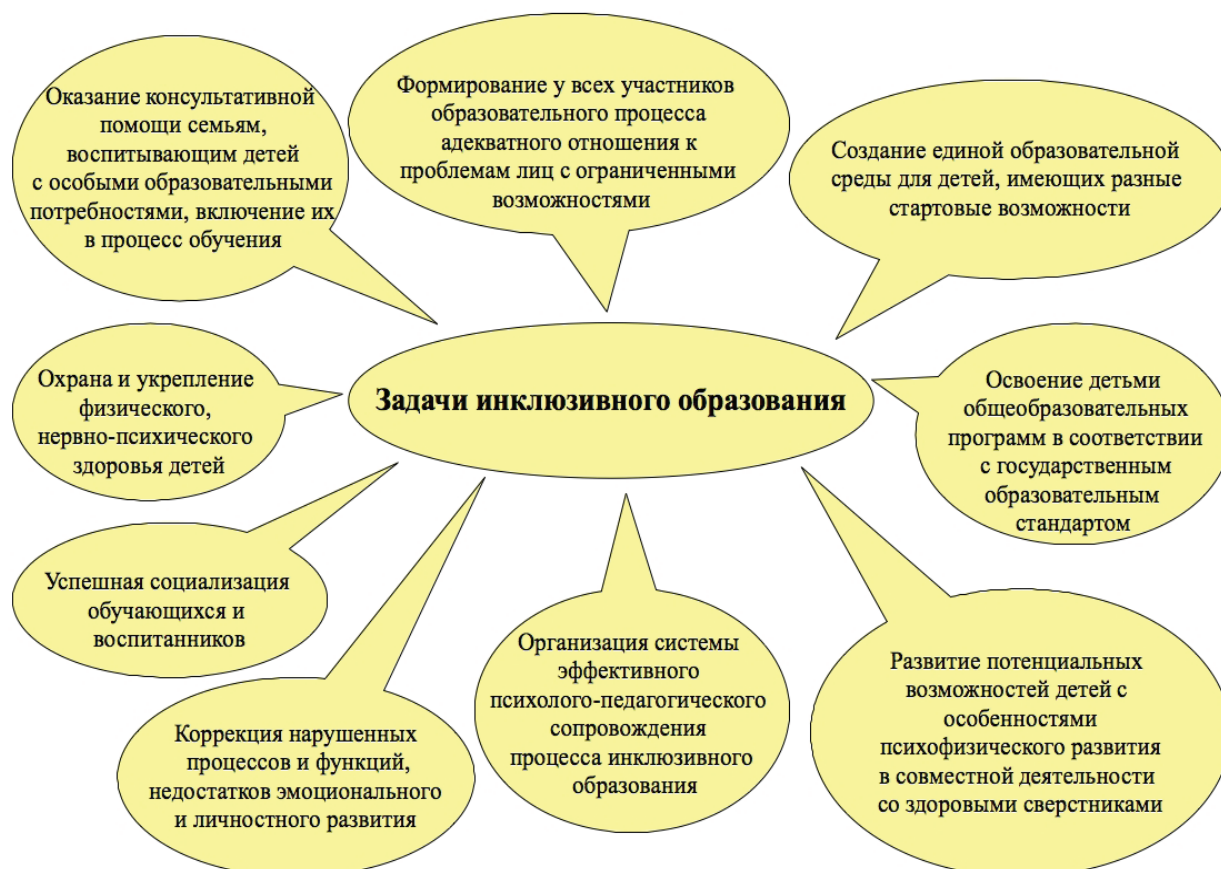 Оказание консультативной
помощи семьям,
воспитывающим детей
с особыми образовательными
потребностями, включение их
в процесс обучения
Формирование у всех участников
образовательного процесса
адекватного отношения к
проблемам лиц с ограниченными
возможностями
Создание единой образовательной
среды для детей, имеющих разные
стартовые возможности
Охрана и укрепление
физического,
нервно-психического
здоровья детей
Задачи инклюзивного образования
Освоение детьми
общеобразовательных
программ в соответствии
с государственным
образовательным
стандартом
Успешная социализация
обучающихся и
воспитанников
Коррекция нарушенных
процессов и функций,
недостатков эмоционального
и личностного развития
Организация системы
эффективного
психолого-педагогического
сопровождения
процесса инклюзивного
образования
Развитие потенциальных
возможностей детей с
особенностями
психофизического развития
в совместной деятельности
со здоровыми сверстниками